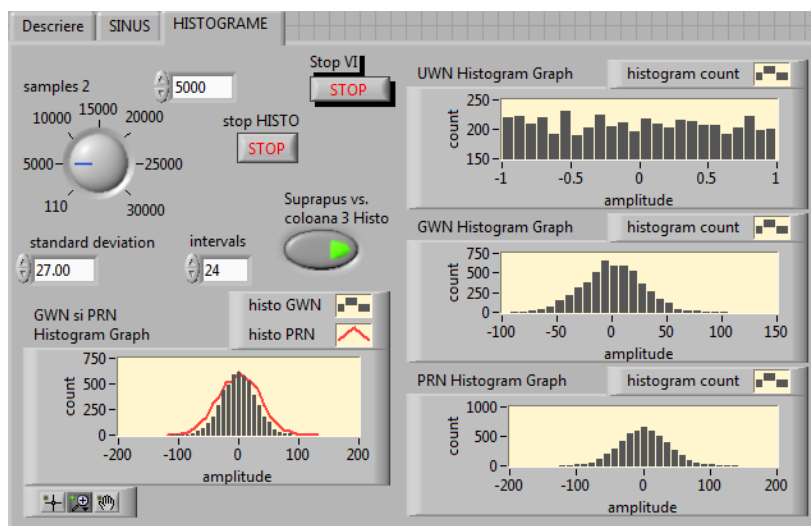 Descriere SINUS HISTOGRAME
samples 2
5000
15000
10000 20000
5000 25000
110 30000
Stop VI
STOP
stop HISTO
STOP
Suprapus vs.
coloana 3 Histo
standard deviation
27.00
intervals
24
GWN si PRN
Histogram Graph
histo GWN
histo PRN
750
500
250
0
count
-200 -100 0 100 200
amplitude
UWN Histogram Graph
histogram count
250
200
150
count
-1 -0.5 0 0.5 1
amplitude
GWN Histogram Graph
histogram count
750
500
250
0
count
-100 -50 0 50 100 150
amplitude
PRN Histogram Graph
histogram count
1000
500
0
count
-200 -100 0 100 200
amplitude